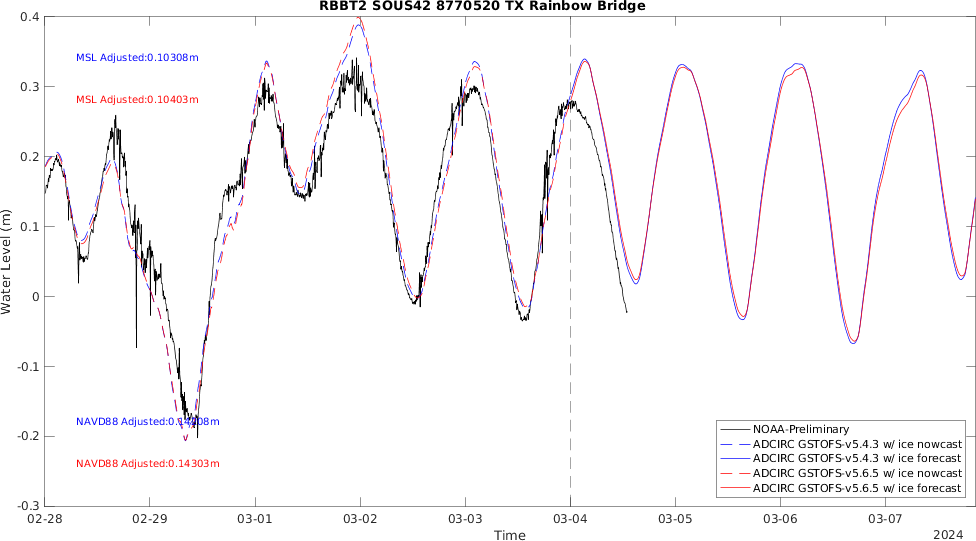 RBBT2 SOUS42 8770520 TX Rainbow Bridge
0.4
0.3
0.2
0.1
0
-0.1
-0.2
-0.3
Water Level (m)
MSL Adjusted:0.10308m
MSL Adjusted:0.10403m
NAVD88 Adjusted:0.14208m
NAVD88 Adjusted:0.14303m
NOAA-Preliminary
ADCIRC GSTOFS-v5.4.3 w/ ice nowcast
ADCIRC GSTOFS-v5.4.3 w/ ice forecast
ADCIRC GSTOFS-v5.6.5 w/ ice nowcast
ADCIRC GSTOFS-v5.6.5 w/ ice forecast
02-28 02-29 03-01 03-02 03-03 03-04 03-05 03-06 03-07
Time
2024